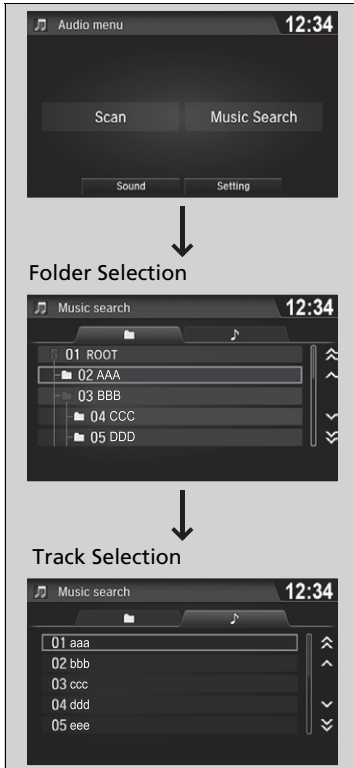 Audio menu 12:34
Scan Music Search
Sound Setting
Folder Selection
Music search 12:34
01 ROOT
02 AAA
03 BBB
04 CCC
05 DDD
Track Selection
Music search 12:34
01 aaa
02 bbb
03 ccc
04 ddd
05 eee